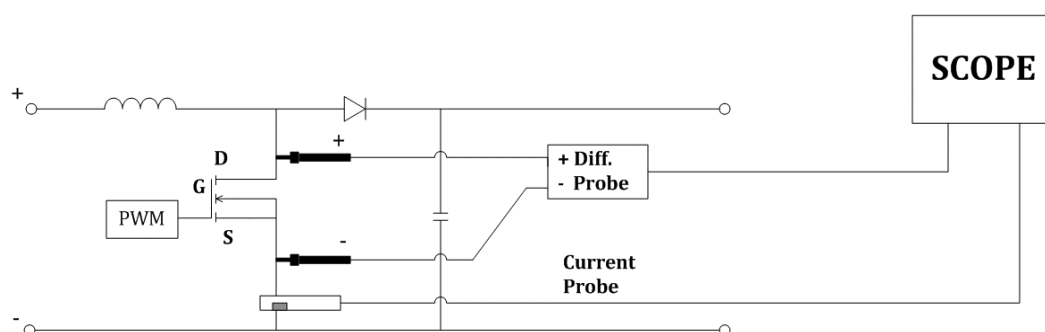 SCOPE
+
+
D
+ Diff.
- Probe
G
PWM
S
-
Current
Probe
-